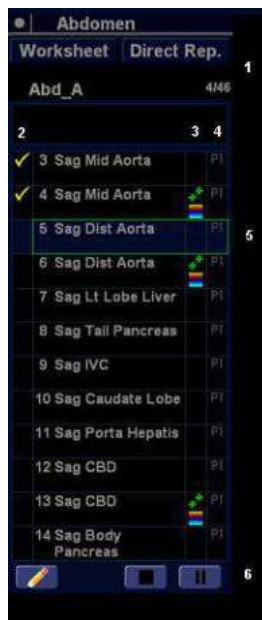 Abdomen
Worksheet Direct Rep.
1
Abd_A 4/46
2 3 4
3 Sag Mid Aorta P1
4 Sag Mid Aorta P1
5 Sag Dist Aorta P1 5
6 Sag Dist Aorta P1
7 Sag Lt Lobe Liver P1
8 Sag Tail Pancreas P1
9 Sag IVC P1
10 Sag Caudate Lobe P1
11 Sag Porta Hepatis P1
12 Sag CBD P1
13 Sag CBD P1
14 Sag Body P1
Pancreas
6